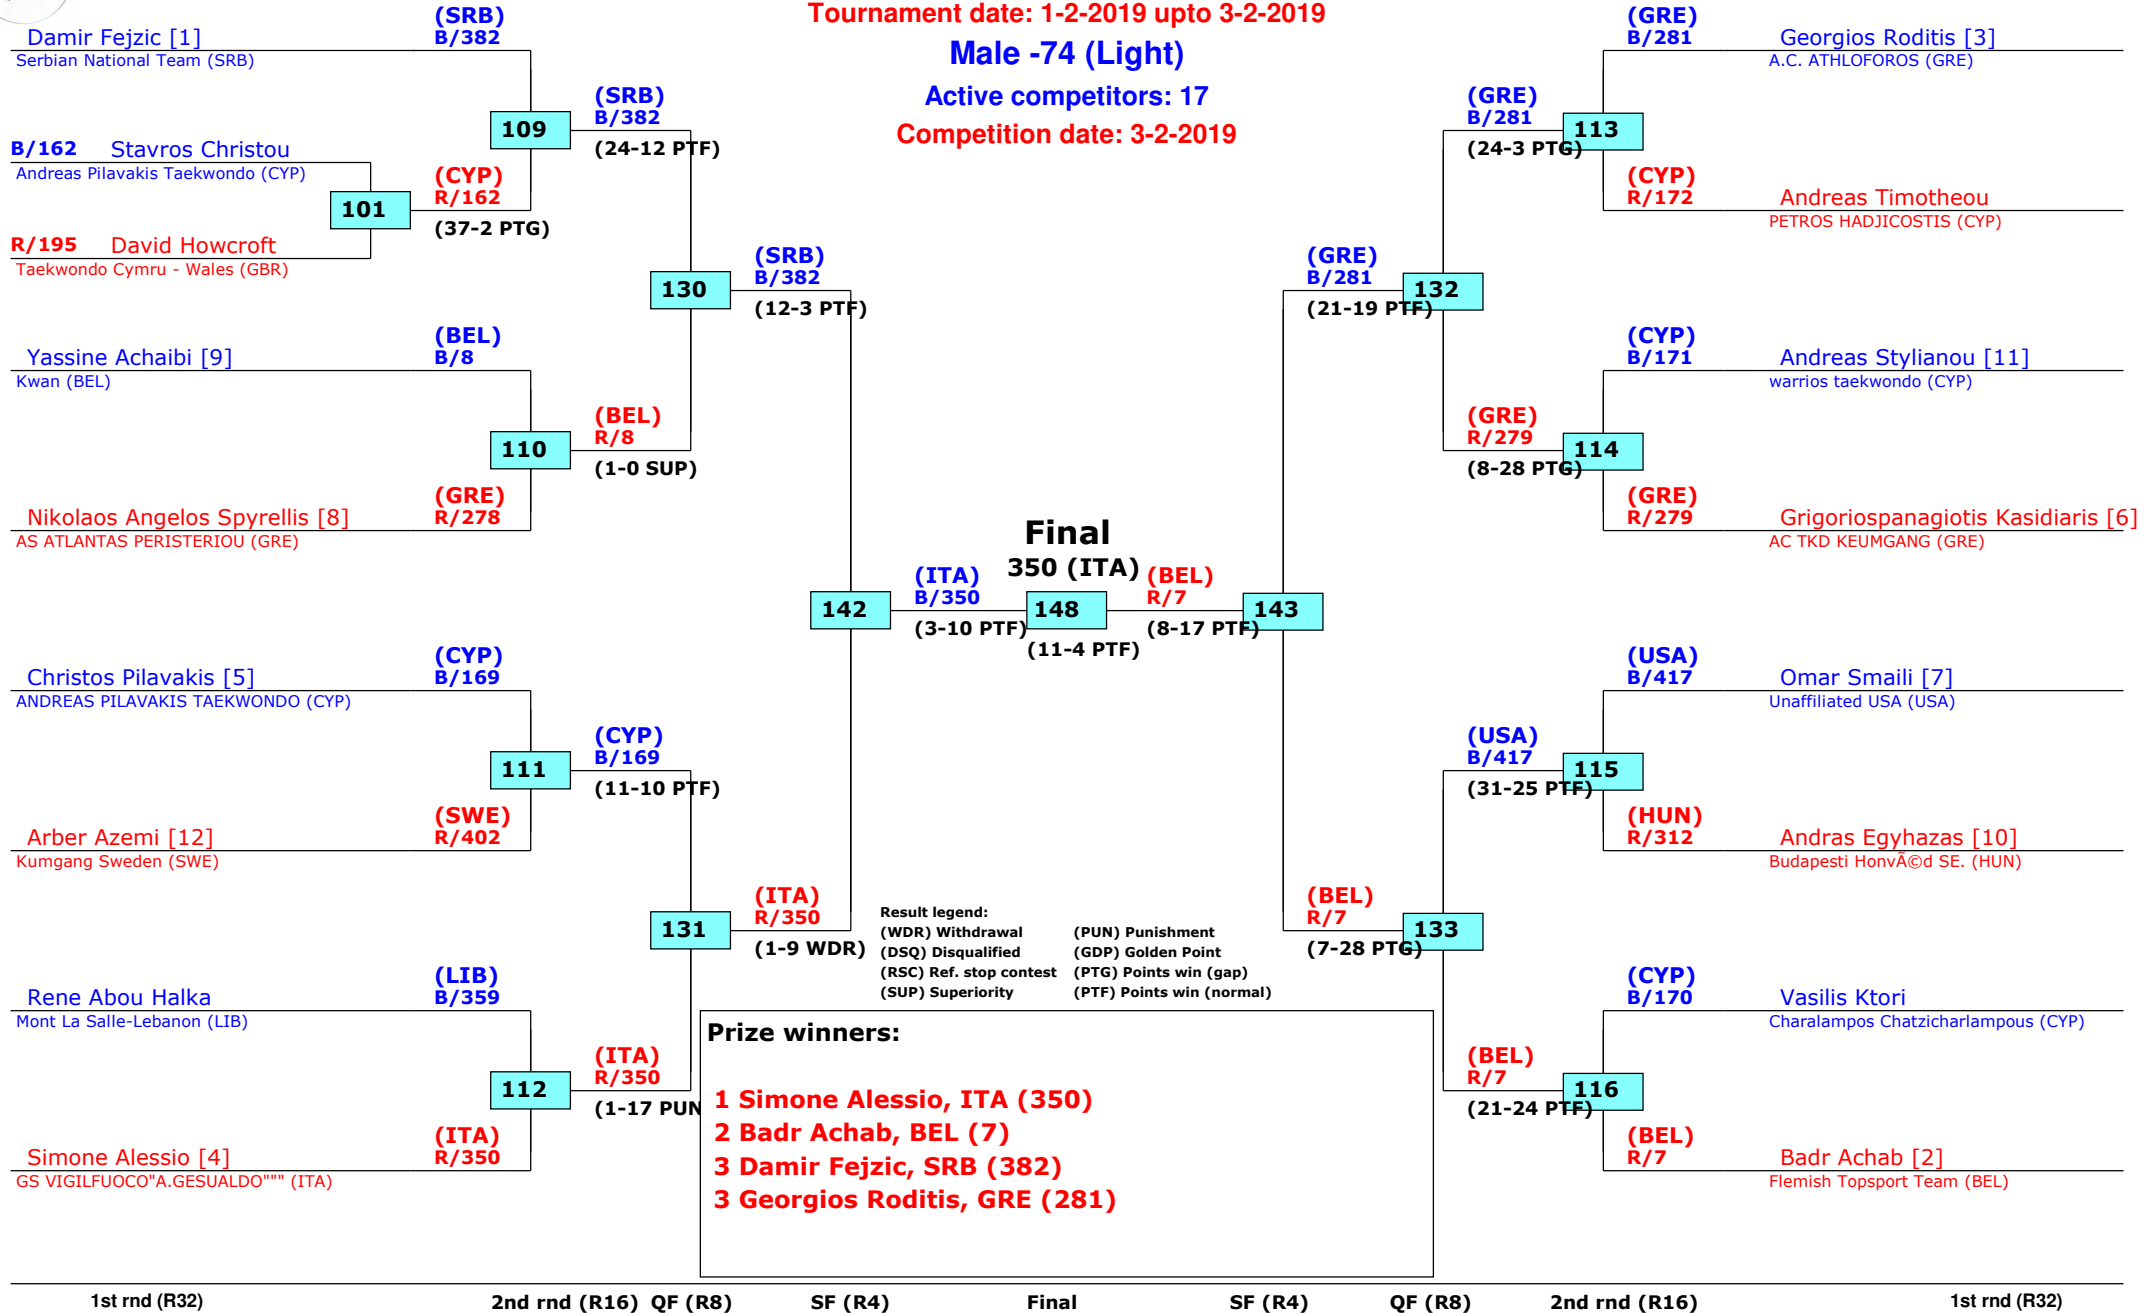 Tournament date: 1-2-2019 upto 3-2-2019
Male -74 (Light)
Active competitors: 17
Competition date: 3-2-2019
(SRB)
Damir Fejzic [1] B/382
Serbian National Team (SRB)
B/162 Stavros Christou
Andreas Pilavakis Taekwondo (CYP)
101
R/195 David Howcroft
Taekwondo Cymru - Wales (GBR)
(CYP)
R/162
(37-2 PTG)
109
(SRB)
B/382
(24-12 PTF)
(BEL)
Yassine Achaibi [9] B/8
Kwan (BEL)
110
(GRE)
Nikolaos Angelos Spyrellis [8] R/278
AS ATLANTAS PERISTERIOU (GRE)
(BEL)
R/8
(1-0 SUP)
130
(SRB)
B/382
(12-3 PTF)
(CYP)
Christos Pilavakis [5] B/169
ANDREAS PILAVAKIS TAEKWONDO (CYP)
111
(SWE)
Arber Azemi [12] R/402
Kumgang Sweden (SWE)
(CYP)
B/169
(11-10 PTF)
(LIB)
Rene Abou Halka B/359
Mont La Salle-Lebanon (LIB)
112
(ITA)
Simone Alessio [4] R/350
GS VIGILFUOCO"A.GESUALDO""" (ITA)
(ITA)
R/350
(1-17 PUN
131
(ITA)
R/350
(1-9 WDR)
142
(ITA)
B/350
(3-10 PTF)
Final
350 (ITA)
148
(11-4 PTF)
(BEL)
R/7
(8-17 PTF)
143
(GRE)
B/281
(21-19 PTF)
132
(GRE)
B/281
(24-3 PTG)
113
(GRE)
B/281 Georgios Roditis [3]
A.C. ATHLOFOROS (GRE)
(CYP)
R/172 Andreas Timotheou
PETROS HADJICOSTIS (CYP)
(GRE)
R/279
(8-28 PTG)
114
(CYP)
B/171 Andreas Stylianou [11]
warrios taekwondo (CYP)
(GRE)
R/279 Grigoriospanagiotis Kasidiaris [6]
AC TKD KEUMGANG (GRE)
(BEL)
R/7
(7-28 PTG)
133
(USA)
B/417
(31-25 PTF)
115
(USA)
B/417 Omar Smaili [7]
Unaffiliated USA (USA)
(HUN)
R/312 Andras Egyhazas [10]
Budapesti HonvÃ©d SE. (HUN)
(BEL)
R/7
(21-24 PTF)
116
(CYP)
B/170 Vasilis Ktori
Charalampos Chatzicharlampous (CYP)
(BEL)
R/7 Badr Achab [2]
Flemish Topsport Team (BEL)
Result legend:
(WDR) Withdrawal (PUN) Punishment
(DSQ) Disqualified (GDP) Golden Point
(RSC) Ref. stop contest (PTG) Points win (gap)
(SUP) Superiority (PTF) Points win (normal)
Prize winners:
1 Simone Alessio, ITA (350)
2 Badr Achab, BEL (7)
3 Damir Fejzic, SRB (382)
3 Georgios Roditis, GRE (281)
1st rnd (R32) 2nd rnd (R16) QF (R8) SF (R4) Final SF (R4) QF (R8) 2nd rnd (R16) 1st rnd (R32)